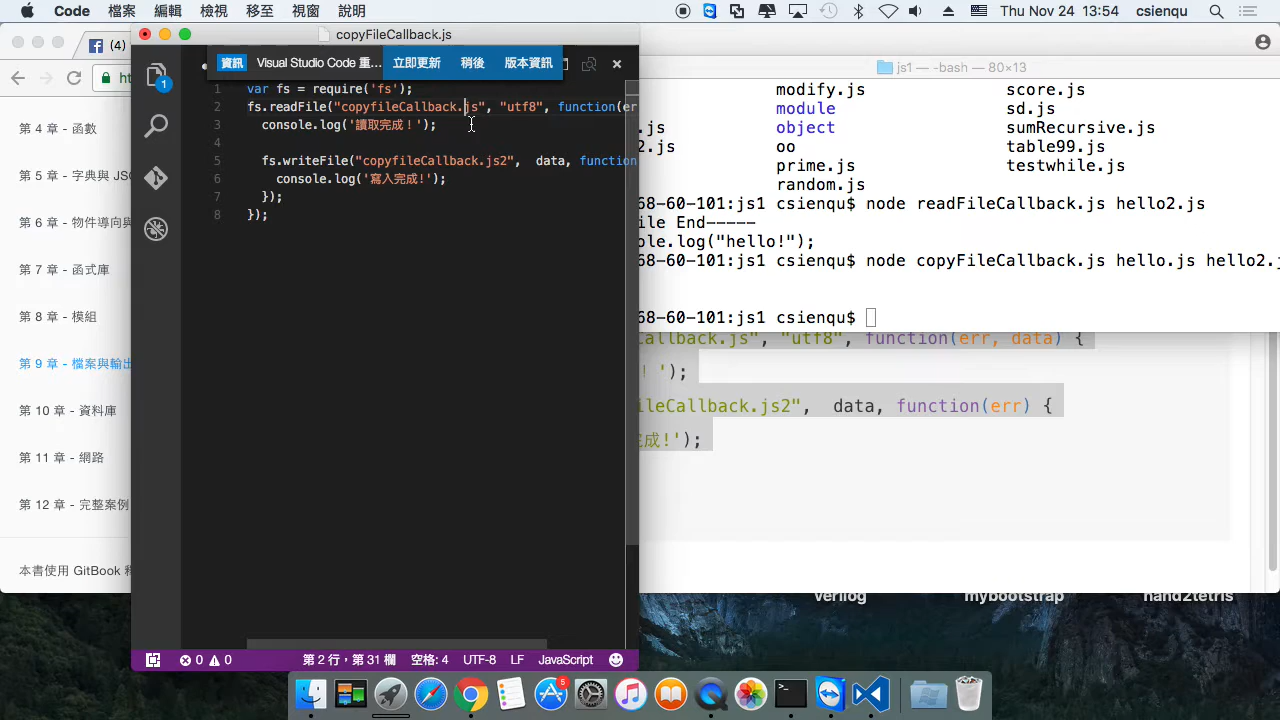 Code 檔案 編輯 檢視 移至 視窗 說明 Thu Nov 24 13:54 csienqu
(4)
第 4 章 - 函數
第 5 章 - 字典與 JS
第 6 章 - 物件導向與
第 7 章 - 函式庫
第 8 章 - 模組
第 9 章 - 檔案與輸出
第 10 章 - 資料庫
第 11 章 - 網路
第 12 章 - 完整案例
本書使用 GitBook 釋
copyFileCallback.js
資訊 Visual Studio Code 重... 立即更新 稍後 版本資訊
1 var fs = require('fs');
2 fs.readFile("copyfileCallback.js", "utf8", function(er
3 console.log('讀取完成！');
4
5 fs.writeFile("copyfileCallback.js2", data, function
6 console.log('寫入完成!');
7 });
8 });
0 0 第 2 行，第 31 欄 空格: 4 UTF-8 LF JavaScript
js1 — -bash — 80×13
modify.js score.js
module sd.js
.js object sumRecursive.js
2.js oo table99.js
prime.js testwhile.js
random.js
68-60-101:js1 csienqu$ node readFileCallback.js hello2.js
ile End-----
ole.log("hello!");
68-60-101:js1 csienqu$ node copyFileCallback.js hello.js hello2.j
68-60-101:js1 csienqu$
allback.js", "utf8", function(err, data) {
! ');
ileCallback.js2", data, function(err) {
完成!');
verilog mybootstrap nand2tetris
5